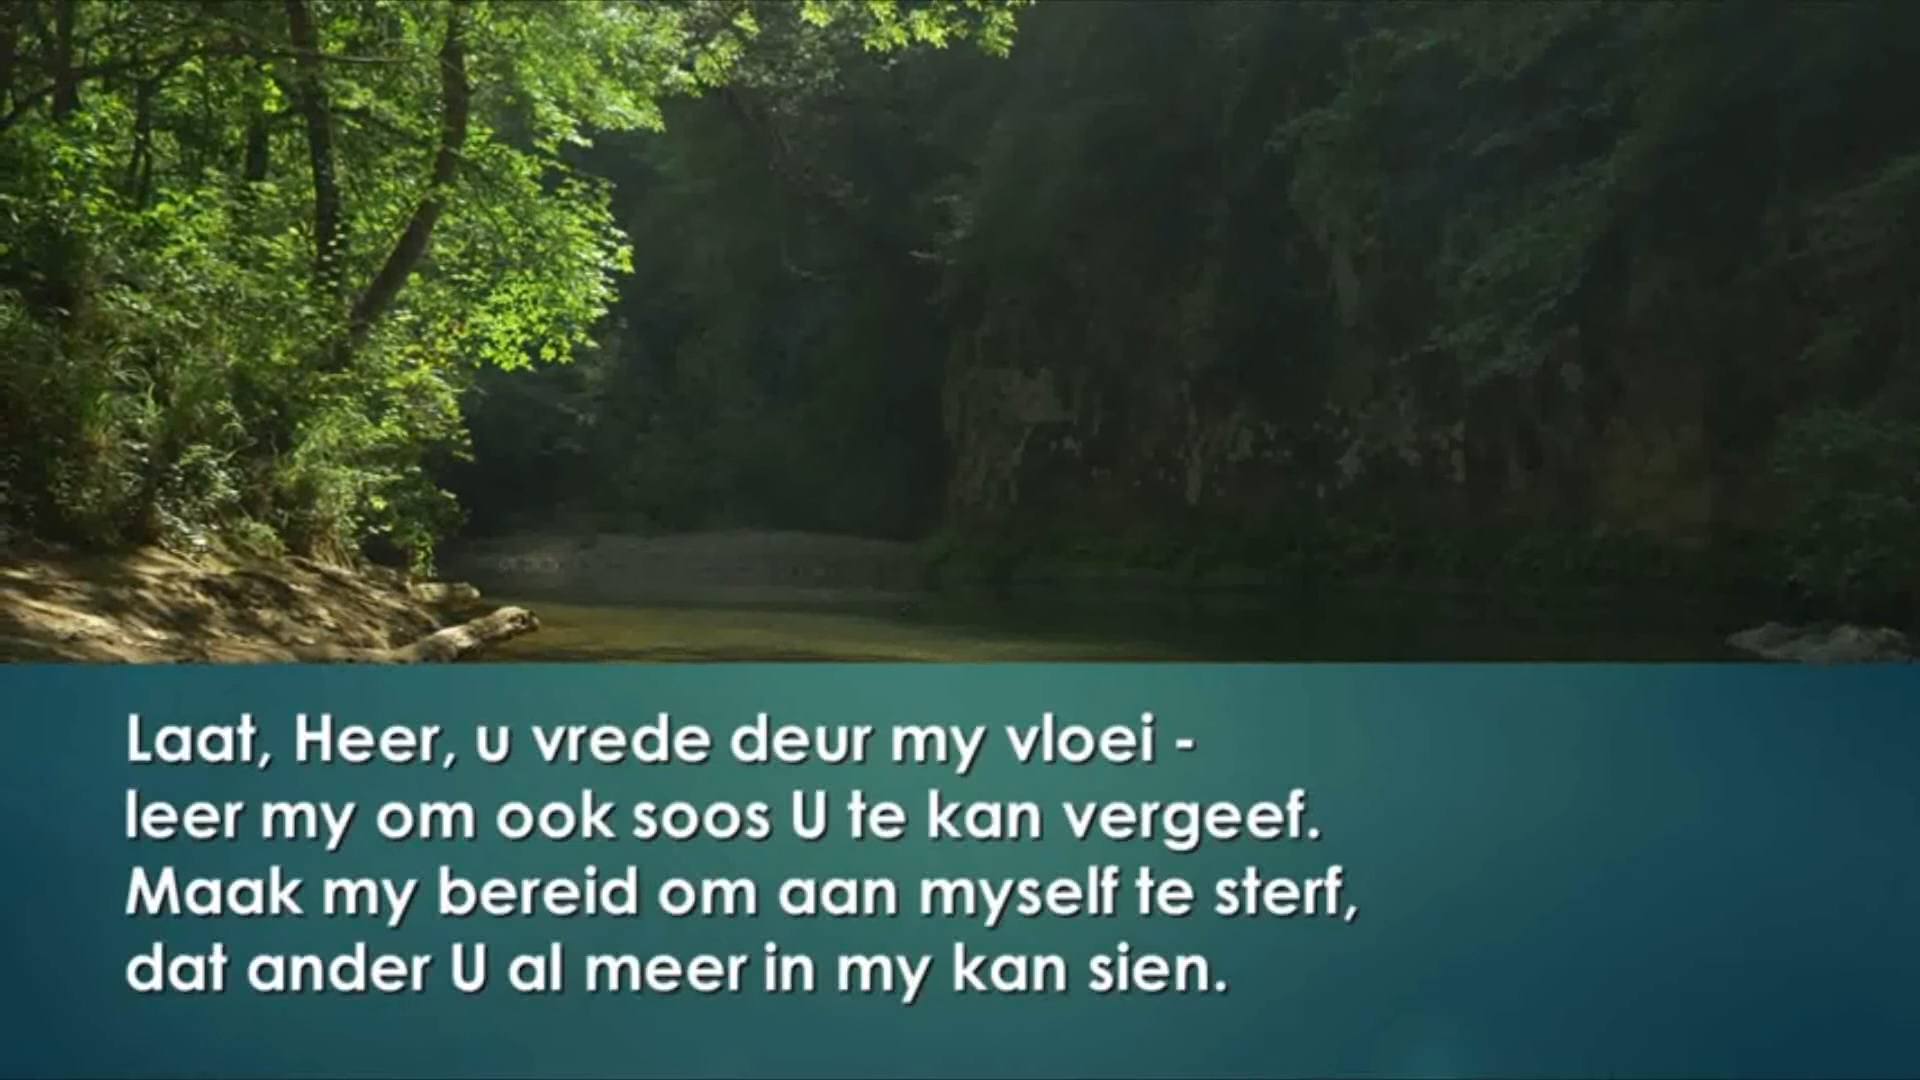 Laat, Heer, u vrede deur my vloei -
leer my om ook soos U te kan vergeef.
Maak my bereid om aan myself te sterf,
dat ander U al meer in my kan sien.